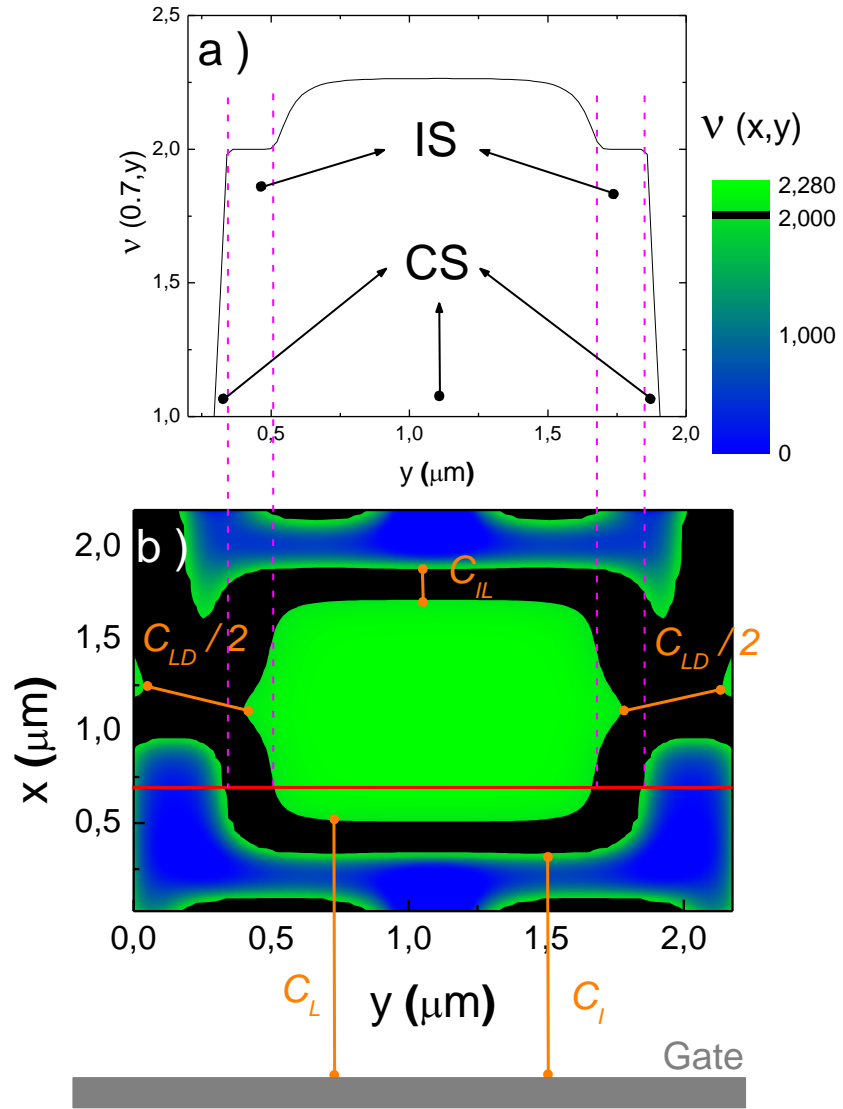 a )
2,5
2,0
1,5
1,0
ν (0.7,y)
IS
CS
0,5 1,0 1,5 2,0
y (μm)
ν (x,y)
2,280
2,000
1,000
0
b )
2,0
1,5
1,0
0,5
x (μm)
C_IL
C_LD / 2
C_LD / 2
0,0 0,5 1,0 1,5 2,0
C_L
y (μm)
C_I
Gate